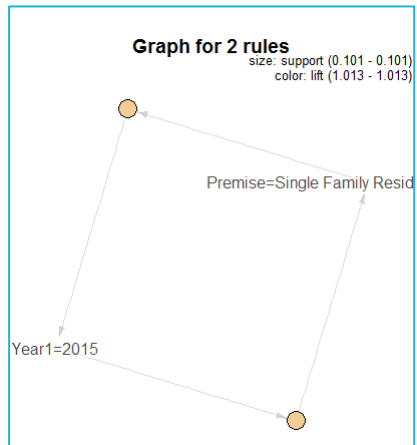 Graph for 2 rules
size: support (0.101 - 0.101)
color: lift (1.013 - 1.013)
Premise=Single Family Resid
Year1=2015